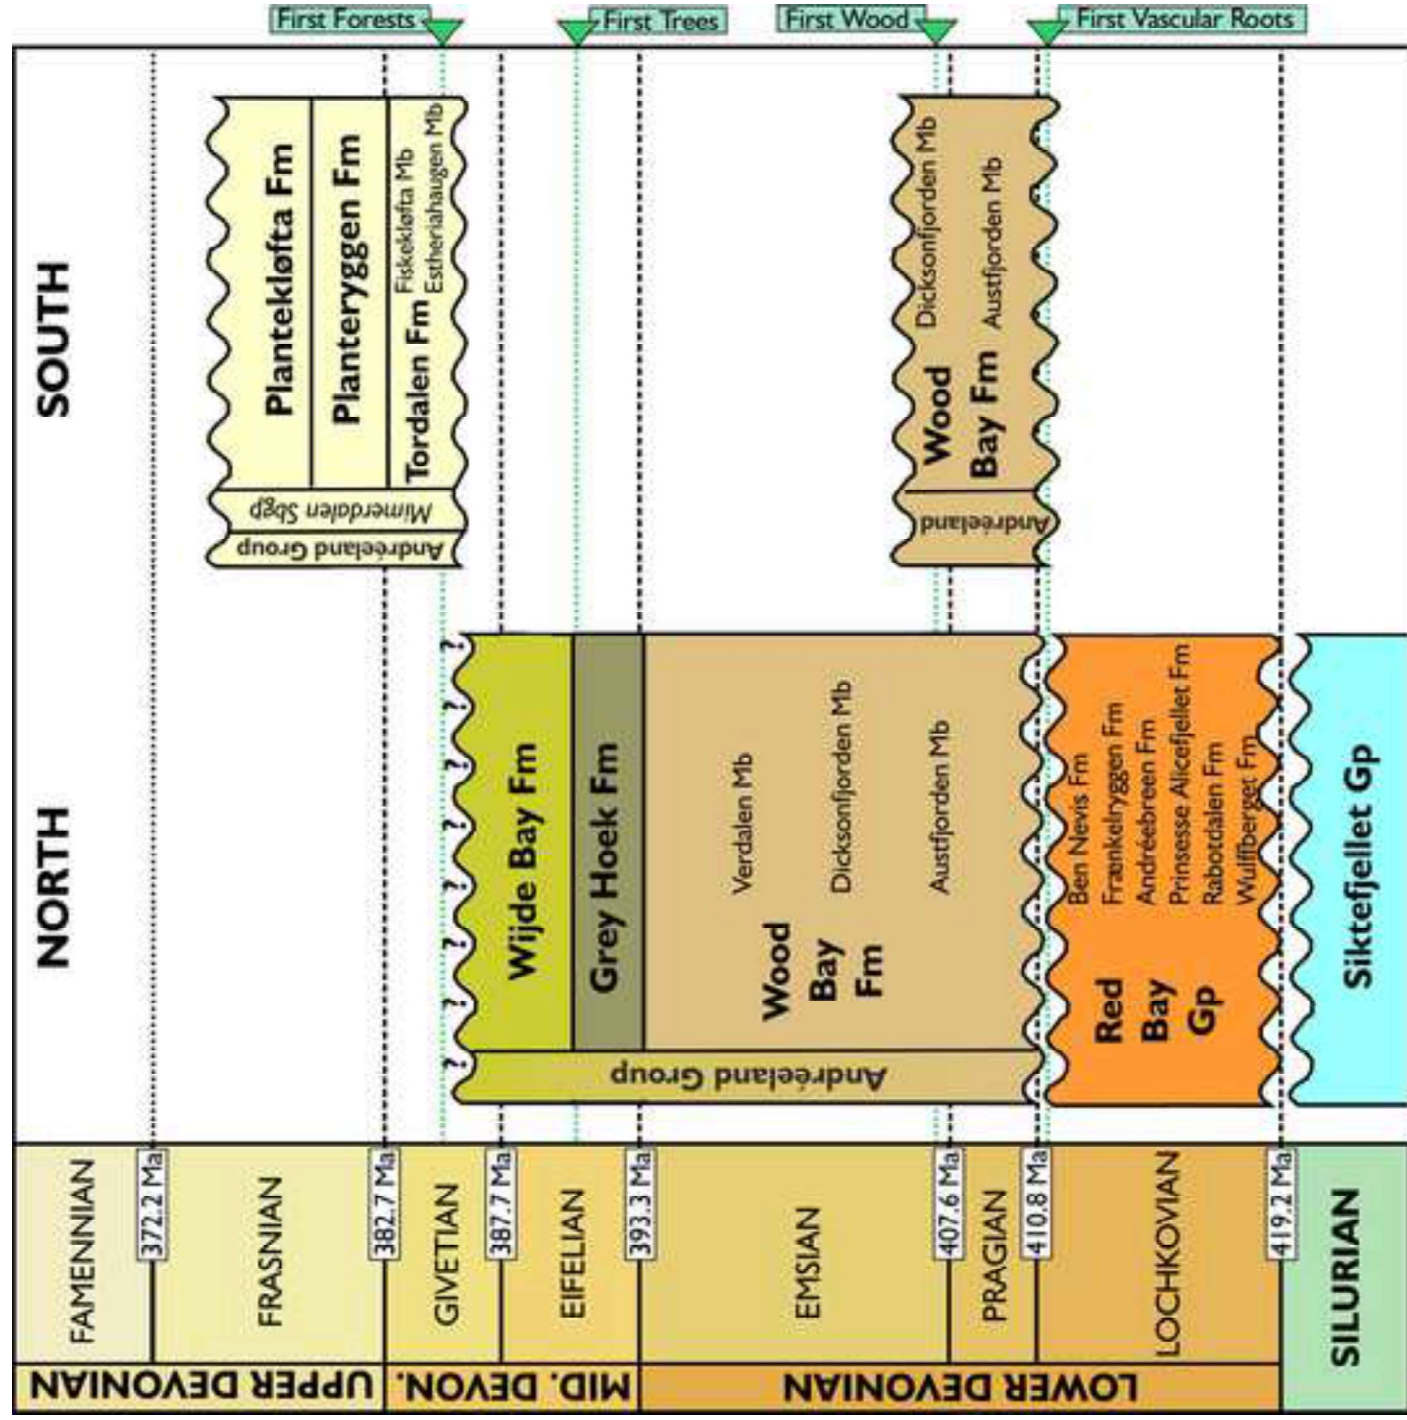 First Forests
First Trees
First Wood
First Vascular Roots
SOUTH
Plantekløfta Fm
Planteryggen Fm
Tordalen Fm
Fiskekløfta Mb
Estheriahaugen Mb
Mimerdalen Sbgp
Andréeland Group
Wood
Bay Fm
Dicksonfjorden Mb
Austfjorden Mb
Andréeland
NORTH
? ? ? ? ? ? ? ?
Wijde Bay Fm
Grey Hoek Fm
Wood
Bay
Fm
Verdalen Mb
Dicksonfjorden Mb
Austfjorden Mb
Andréeland Group
Red
Bay
Gp
Ben Nevis Fm
Frænkelryggen Fm
Andréebreen Fm
Prinsesse Alicefjellet Fm
Rabotdalen Fm
Wulffberget Fm
Siktefjellet Gp
FAMENNIAN
372.2 Ma
FRASNIAN
382.7 Ma
GIVETIAN
387.7 Ma
EIFELIAN
393.3 Ma
EMSIAN
407.6 Ma
PRAGIAN
410.8 Ma
LOCHKOVIAN
419.2 Ma
SILURIAN
UPPER DEVONIAN
MID. DEVON.
LOWER DEVONIAN